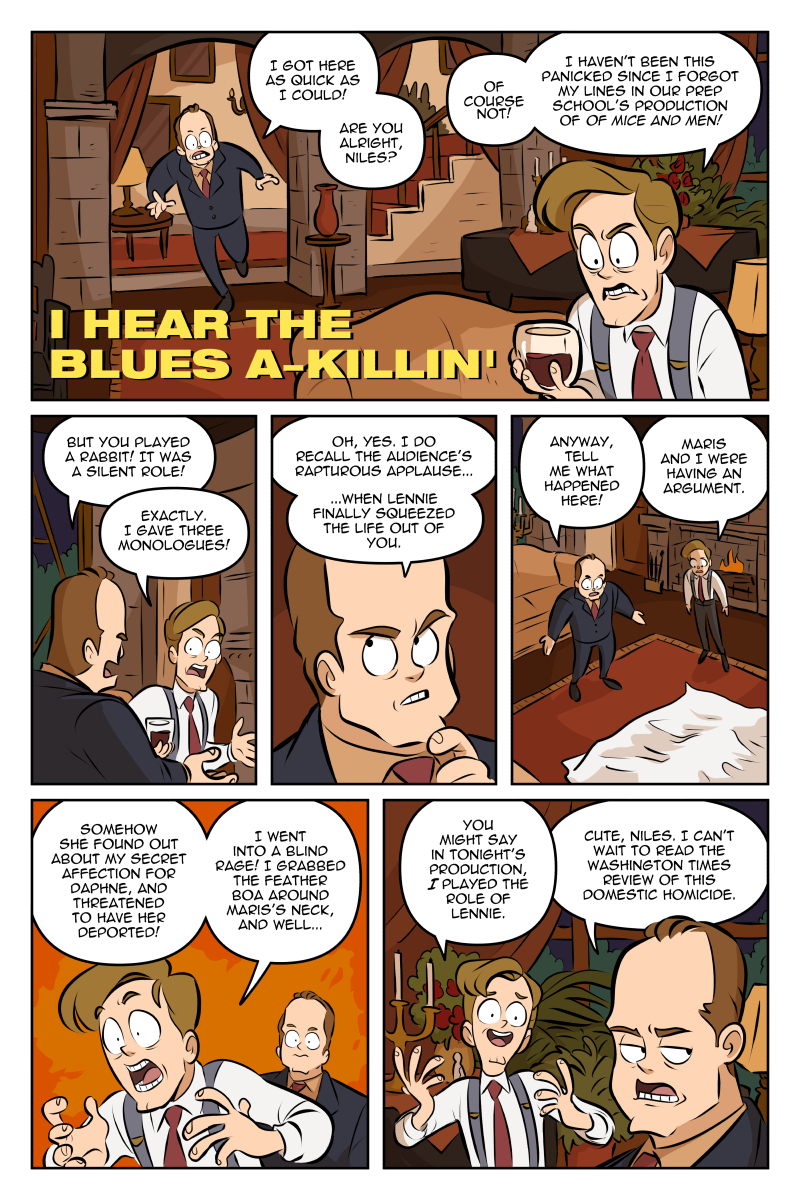 I GOT HERE
AS QUICK AS
I COULD!
ARE YOU
ALRIGHT,
NILES?
OF
COURSE
NOT!
I HAVEN'T BEEN THIS
PANICKED SINCE I FORGOT
MY LINES IN OUR PREP
SCHOOL'S PRODUCTION
OF OF MICE AND MEN!
I HEAR THE
BLUES A-KILLIN'
BUT YOU PLAYED
A RABBIT! IT WAS
A SILENT ROLE!
EXACTLY.
I GAVE THREE
MONOLOGUES!
OH, YES. I DO
RECALL THE AUDIENCE'S
RAPTUROUS APPLAUSE...
...WHEN LENNIE
FINALLY SQUEEZED
THE LIFE OUT OF
YOU.
ANYWAY,
TELL
ME WHAT
HAPPENED
HERE!
MARIS
AND I WERE
HAVING AN
ARGUMENT.
SOMEHOW
SHE FOUND OUT
ABOUT MY SECRET
AFFECTION FOR
DAPHNE, AND
THREATENED
TO HAVE HER
DEPORTED!
I WENT
INTO A BLIND
RAGE! I GRABBED
THE FEATHER
BOA AROUND
MARIS'S NECK,
AND WELL...
YOU
MIGHT SAY
IN TONIGHT'S
PRODUCTION,
I PLAYED THE
ROLE OF
LENNIE.
CUTE, NILES. I CAN'T
WAIT TO READ THE
WASHINGTON TIMES
REVIEW OF THIS
DOMESTIC HOMICIDE.